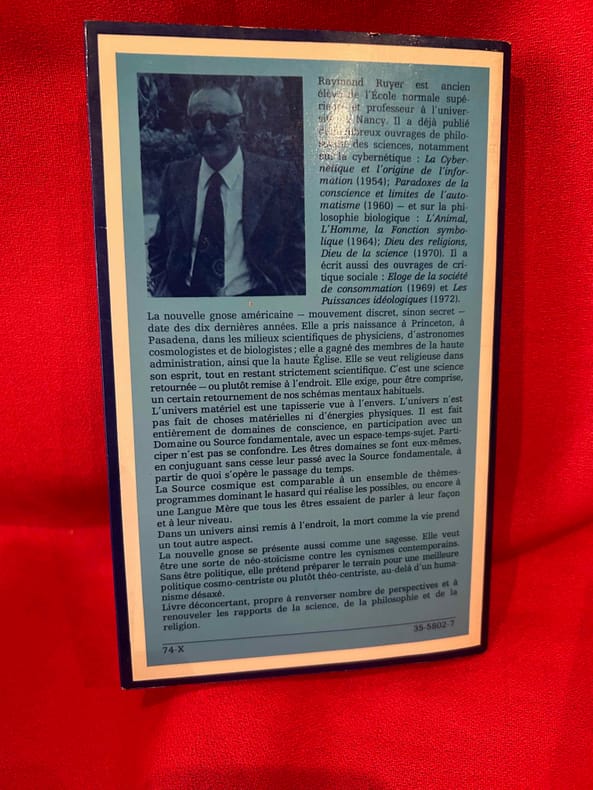 Raymond Ruyer est ancien
élève de l'École normale supé-
rieure et professeur à l'univer-
sité de Nancy. Il a déjà publié
de nombreux ouvrages de philo-
sophie des sciences, notamment
sur la cybernétique : La Cyber-
nétique et l'origine de l'infor-
mation (1954); Paradoxes de la
conscience et limites de l'auto-
matisme (1960) — et sur la phi-
losophie biologique : L'Animal,
L'Homme, la Fonction symbo-
lique (1964); Dieu des religions,
Dieu de la science (1970). Il a
écrit aussi des ouvrages de cri-
tique sociale : Eloge de la société
de consommation (1969) et Les
Puissances idéologiques (1972).
La nouvelle gnose américaine — mouvement discret, sinon secret —
date des dix dernières années. Elle a pris naissance à Princeton, à
Pasadena, dans les milieux scientifiques de physiciens, d'astronomes
cosmologistes et de biologistes; elle a gagné des membres de la haute
administration, ainsi que la haute Église. Elle se veut religieuse dans
son esprit, tout en restant strictement scientifique. C'est une science
retournée — ou plutôt remise à l'endroit. Elle exige, pour être comprise,
un certain retournement de nos schémas mentaux habituels.
L'univers matériel est une tapisserie vue à l'envers. L'univers n'est
pas fait de choses matérielles ni d'énergies physiques. Il est fait
entièrement de domaines de conscience, en participation avec un
Domaine ou Source fondamentale, avec un espace-temps-sujet. Parti-
ciper n'est pas se confondre. Les êtres domaines se font eux-mêmes,
en conjuguant sans cesse leur passé avec la Source fondamentale, à
partir de quoi s'opère le passage du temps.
La Source cosmique est comparable à un ensemble de thèmes-
programmes dominant le hasard qui réalise les possibles, ou encore à
une Langue Mère que tous les êtres essaient de parler à leur façon
et à leur niveau.
Dans un univers ainsi remis à l'endroit, la mort comme la vie prend
un tout autre aspect.
La nouvelle gnose se présente aussi comme une sagesse. Elle veut
être une sorte de néo-stoïcisme contre les cynismes contemporains.
Sans être politique, elle prétend préparer le terrain pour une meilleure
politique cosmo-centriste ou plutôt théo-centriste, au-delà d'un huma-
nisme désaxé.
Livre déconcertant, propre à renverser nombre de perspectives et à
renouveler les rapports de la science, de la philosophie et de la
religion.
74-X
35-5802-7